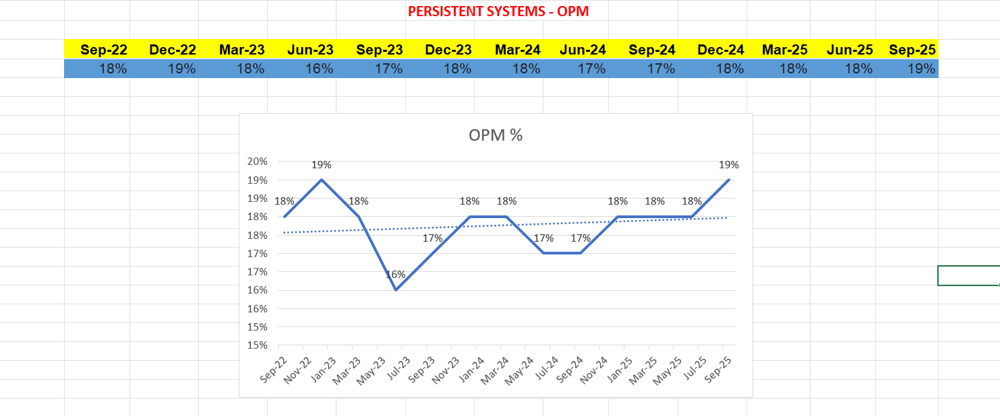 PERSISTENT SYSTEMS - OPM
Sep-22 Dec-22 Mar-23 Jun-23 Sep-23 Dec-23 Mar-24 Jun-24 Sep-24 Dec-24 Mar-25 Jun-25 Sep-25
18% 19% 18% 16% 17% 18% 18% 17% 17% 18% 18% 18% 19%
OPM %
20%
19%
19%
18%
18%
17%
17%
16%
16%
15%
15%
18% 19% 18% 16% 17% 18% 18% 17% 17% 18% 18% 18% 19%
Sep-22 Nov-22 Jan-23 Mar-23 May-23 Jul-23 Sep-23 Nov-23 Jan-24 Mar-24 May-24 Jul-24 Sep-24 Nov-24 Jan-25 Mar-25 May-25 Jul-25 Sep-25